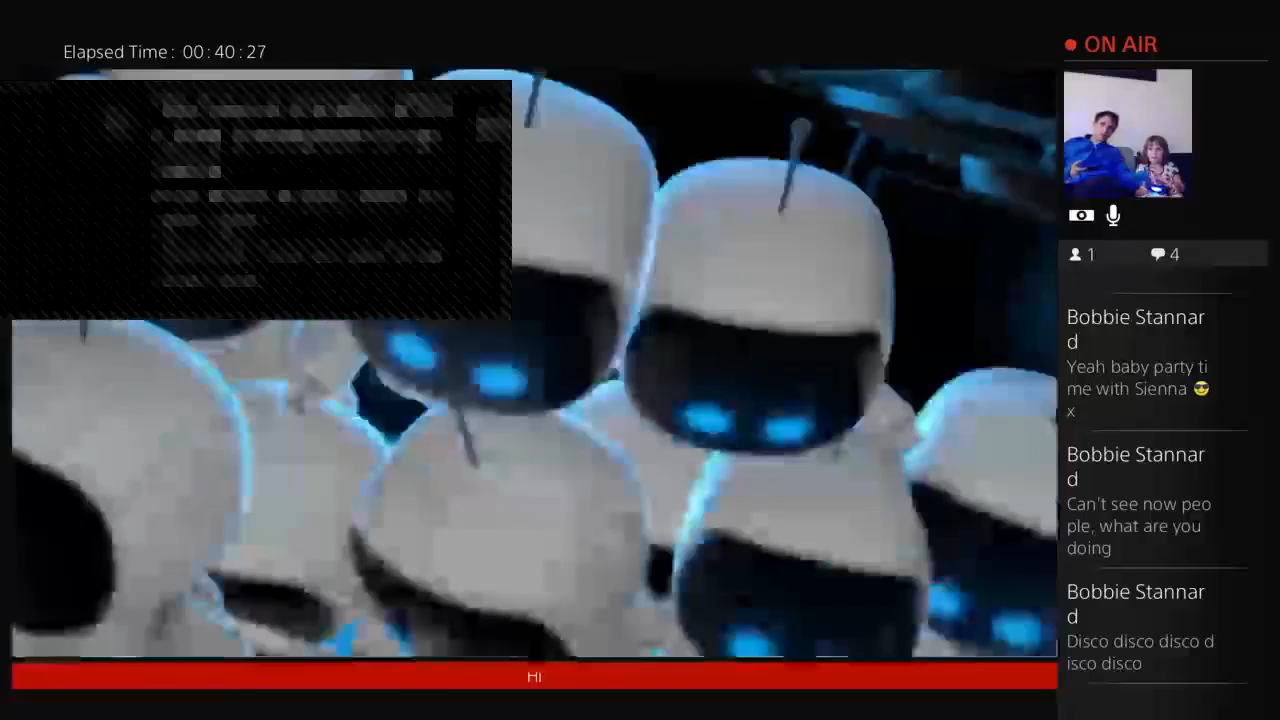 Elapsed Time: 00:40:27
ON AIR
1
4
Bobbie Stannar
d
Yeah baby party ti
me with Sienna 😎
x
Bobbie Stannar
d
Can't see now peo
ple, what are you
doing
Bobbie Stannar
d
Disco disco disco d
isco disco
Hi